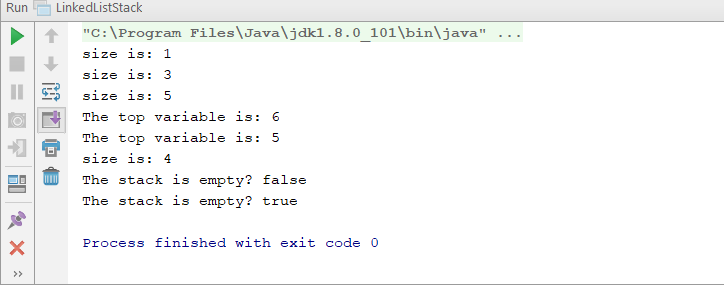 Run LinkedListStack
"C:\Program Files\Java\jdk1.8.0_101\bin\java" ...
size is: 1
size is: 3
size is: 5
The top variable is: 6
The top variable is: 5
size is: 4
The stack is empty? false
The stack is empty? true
Process finished with exit code 0